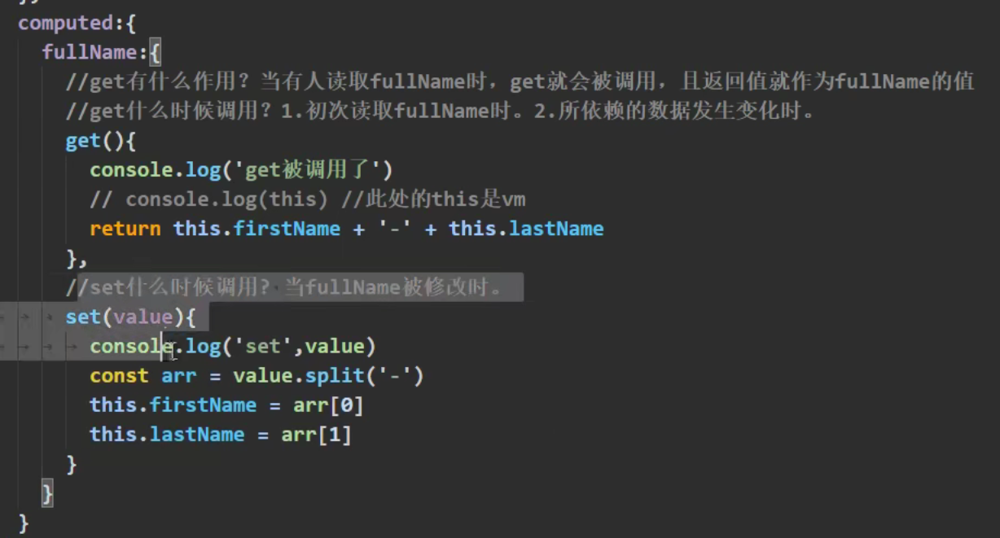 computed:{
fullName:{
//get有什么作用？当有人读取fullName时，get就会被调用，且返回值就作为fullName的值
//get什么时候调用？1.初次读取fullName时。2.所依赖的数据发生变化时。
get(){
console.log('get被调用了')
// console.log(this) //此处的this是vm
return this.firstName + '-' + this.lastName
},
//set什么时候调用? 当fullName被修改时。
set(value){
console.log('set',value)
const arr = value.split('-')
this.firstName = arr[0]
this.lastName = arr[1]
}
}
}